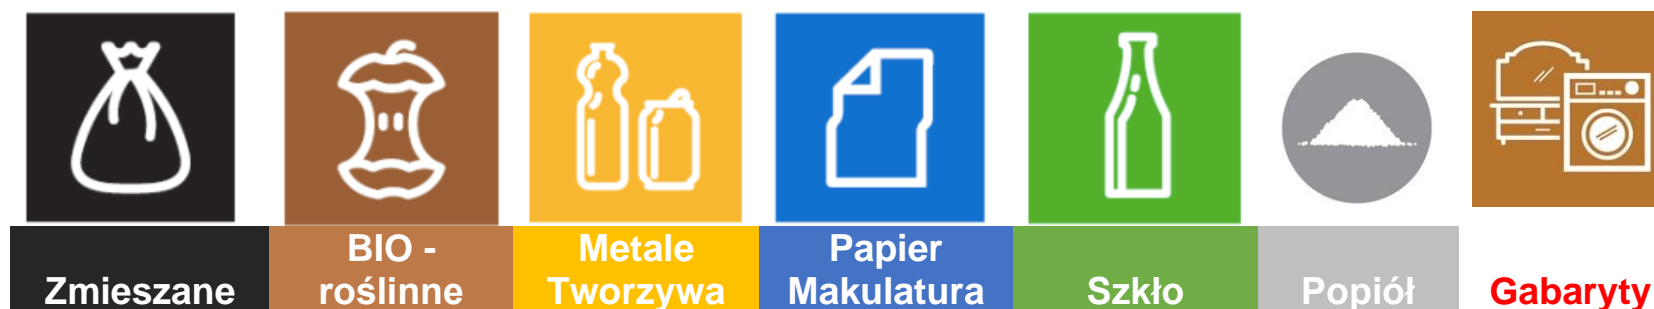 Zmieszane
BIO -
roślinne
Metale
Tworzywa
Papier
Makulatura
Szkło
Popiół
Gabaryty